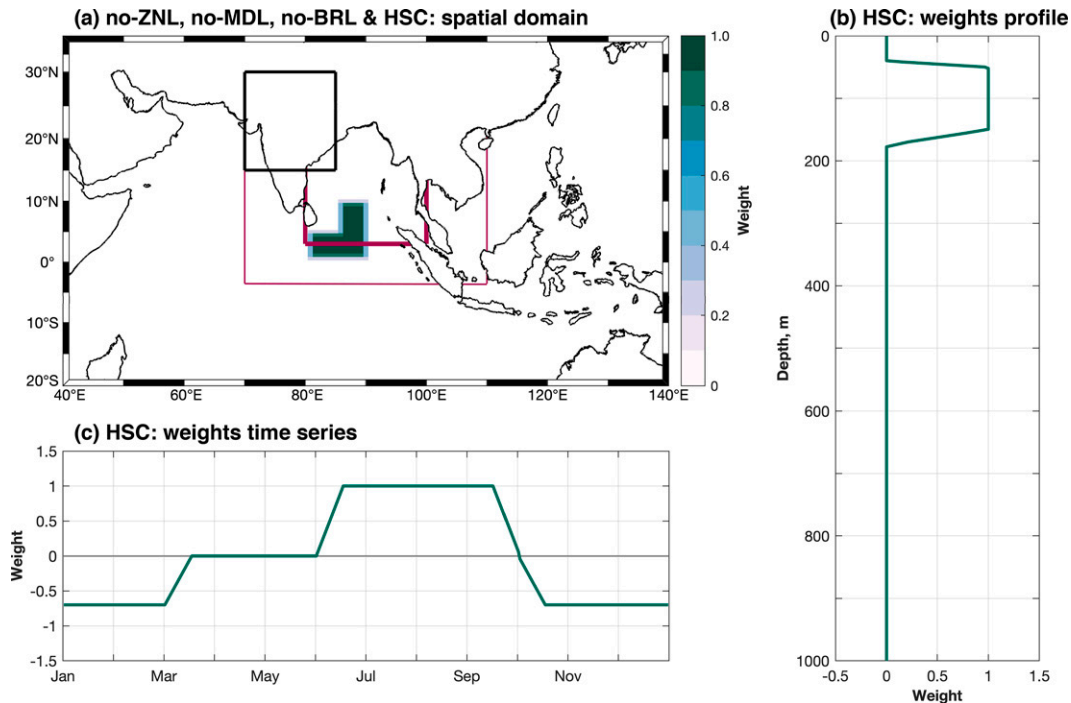 (a) no-ZNL, no-MDL, no-BRL & HSC: spatial domain
30°N
20°N
10°N
0°
10°S
20°S
40°E
60°E
80°E
100°E
120°E
140°E
1.0
0.8
0.6
0.4
0.2
0
Weight
(b) HSC: weights profile
0
200
400
600
800
1000
Depth, m
-0.5
0
0.5
1
1.5
Weight
(c) HSC: weights time series
1.5
1
0.5
0
-0.5
-1
-1.5
Weight
Jan
Mar
May
Jul
Sep
Nov